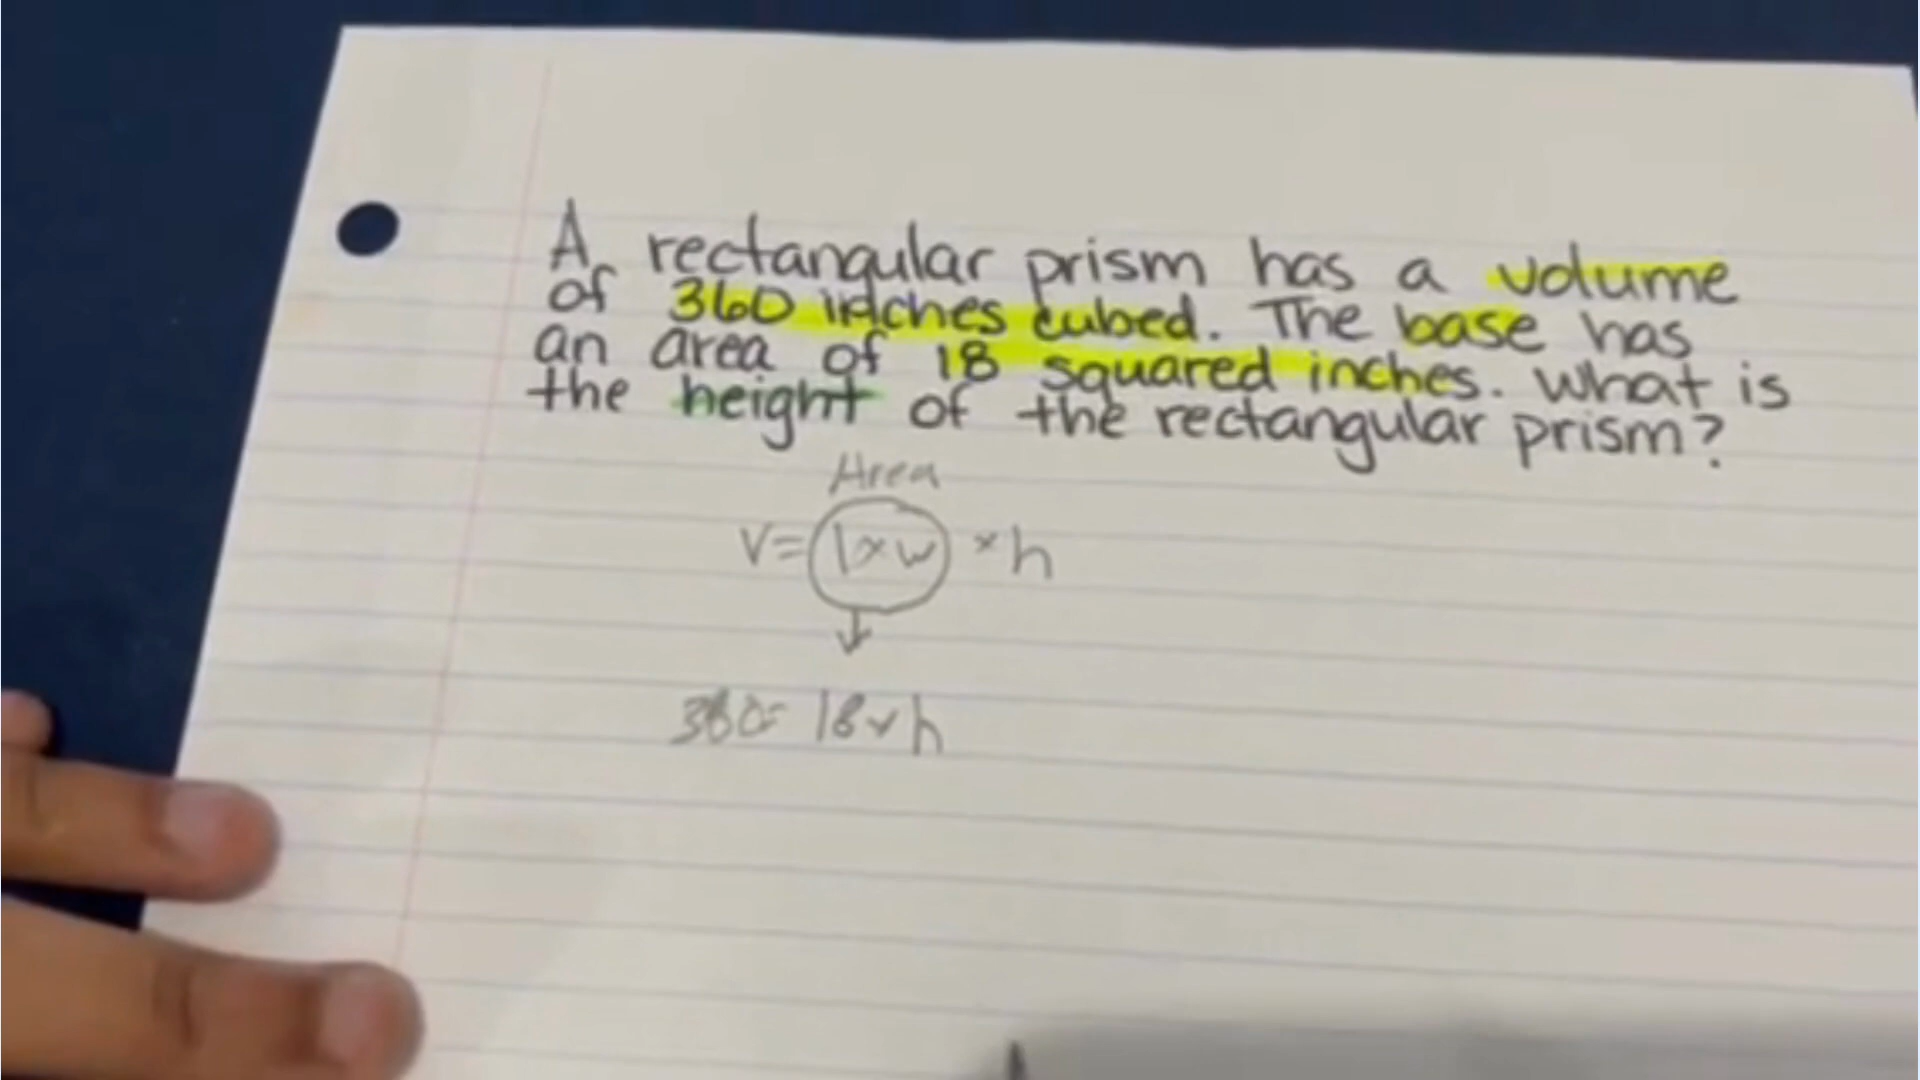 A rectangular prism has a volume
of 360 inches cubed. The base has
an area of 18 squared inches. What is
the height of the rectangular prism?
Area
V=(l×w)×h
360=18×h